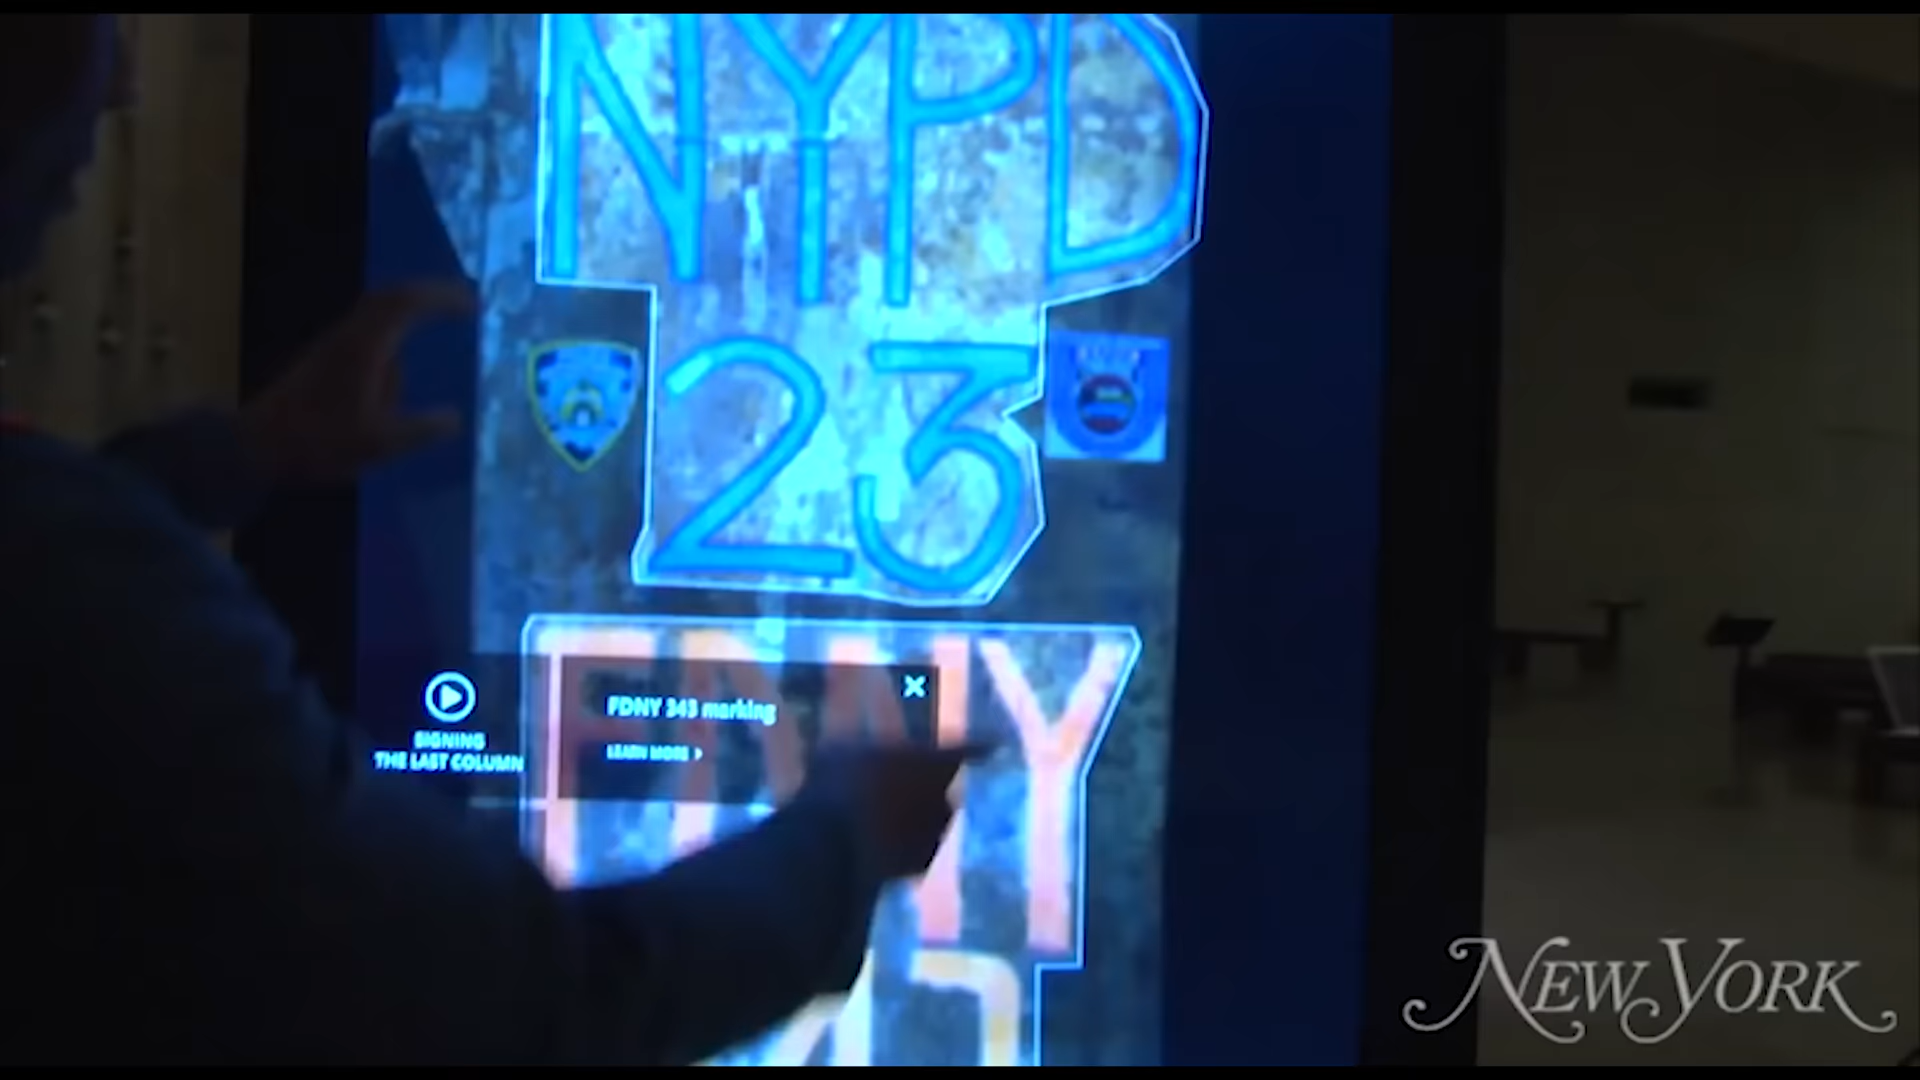 NYPD
23
FDNY
FDNY 343 marking
LEARN MORE >
SIGNING
THE LAST COLUMN
NEW YORK